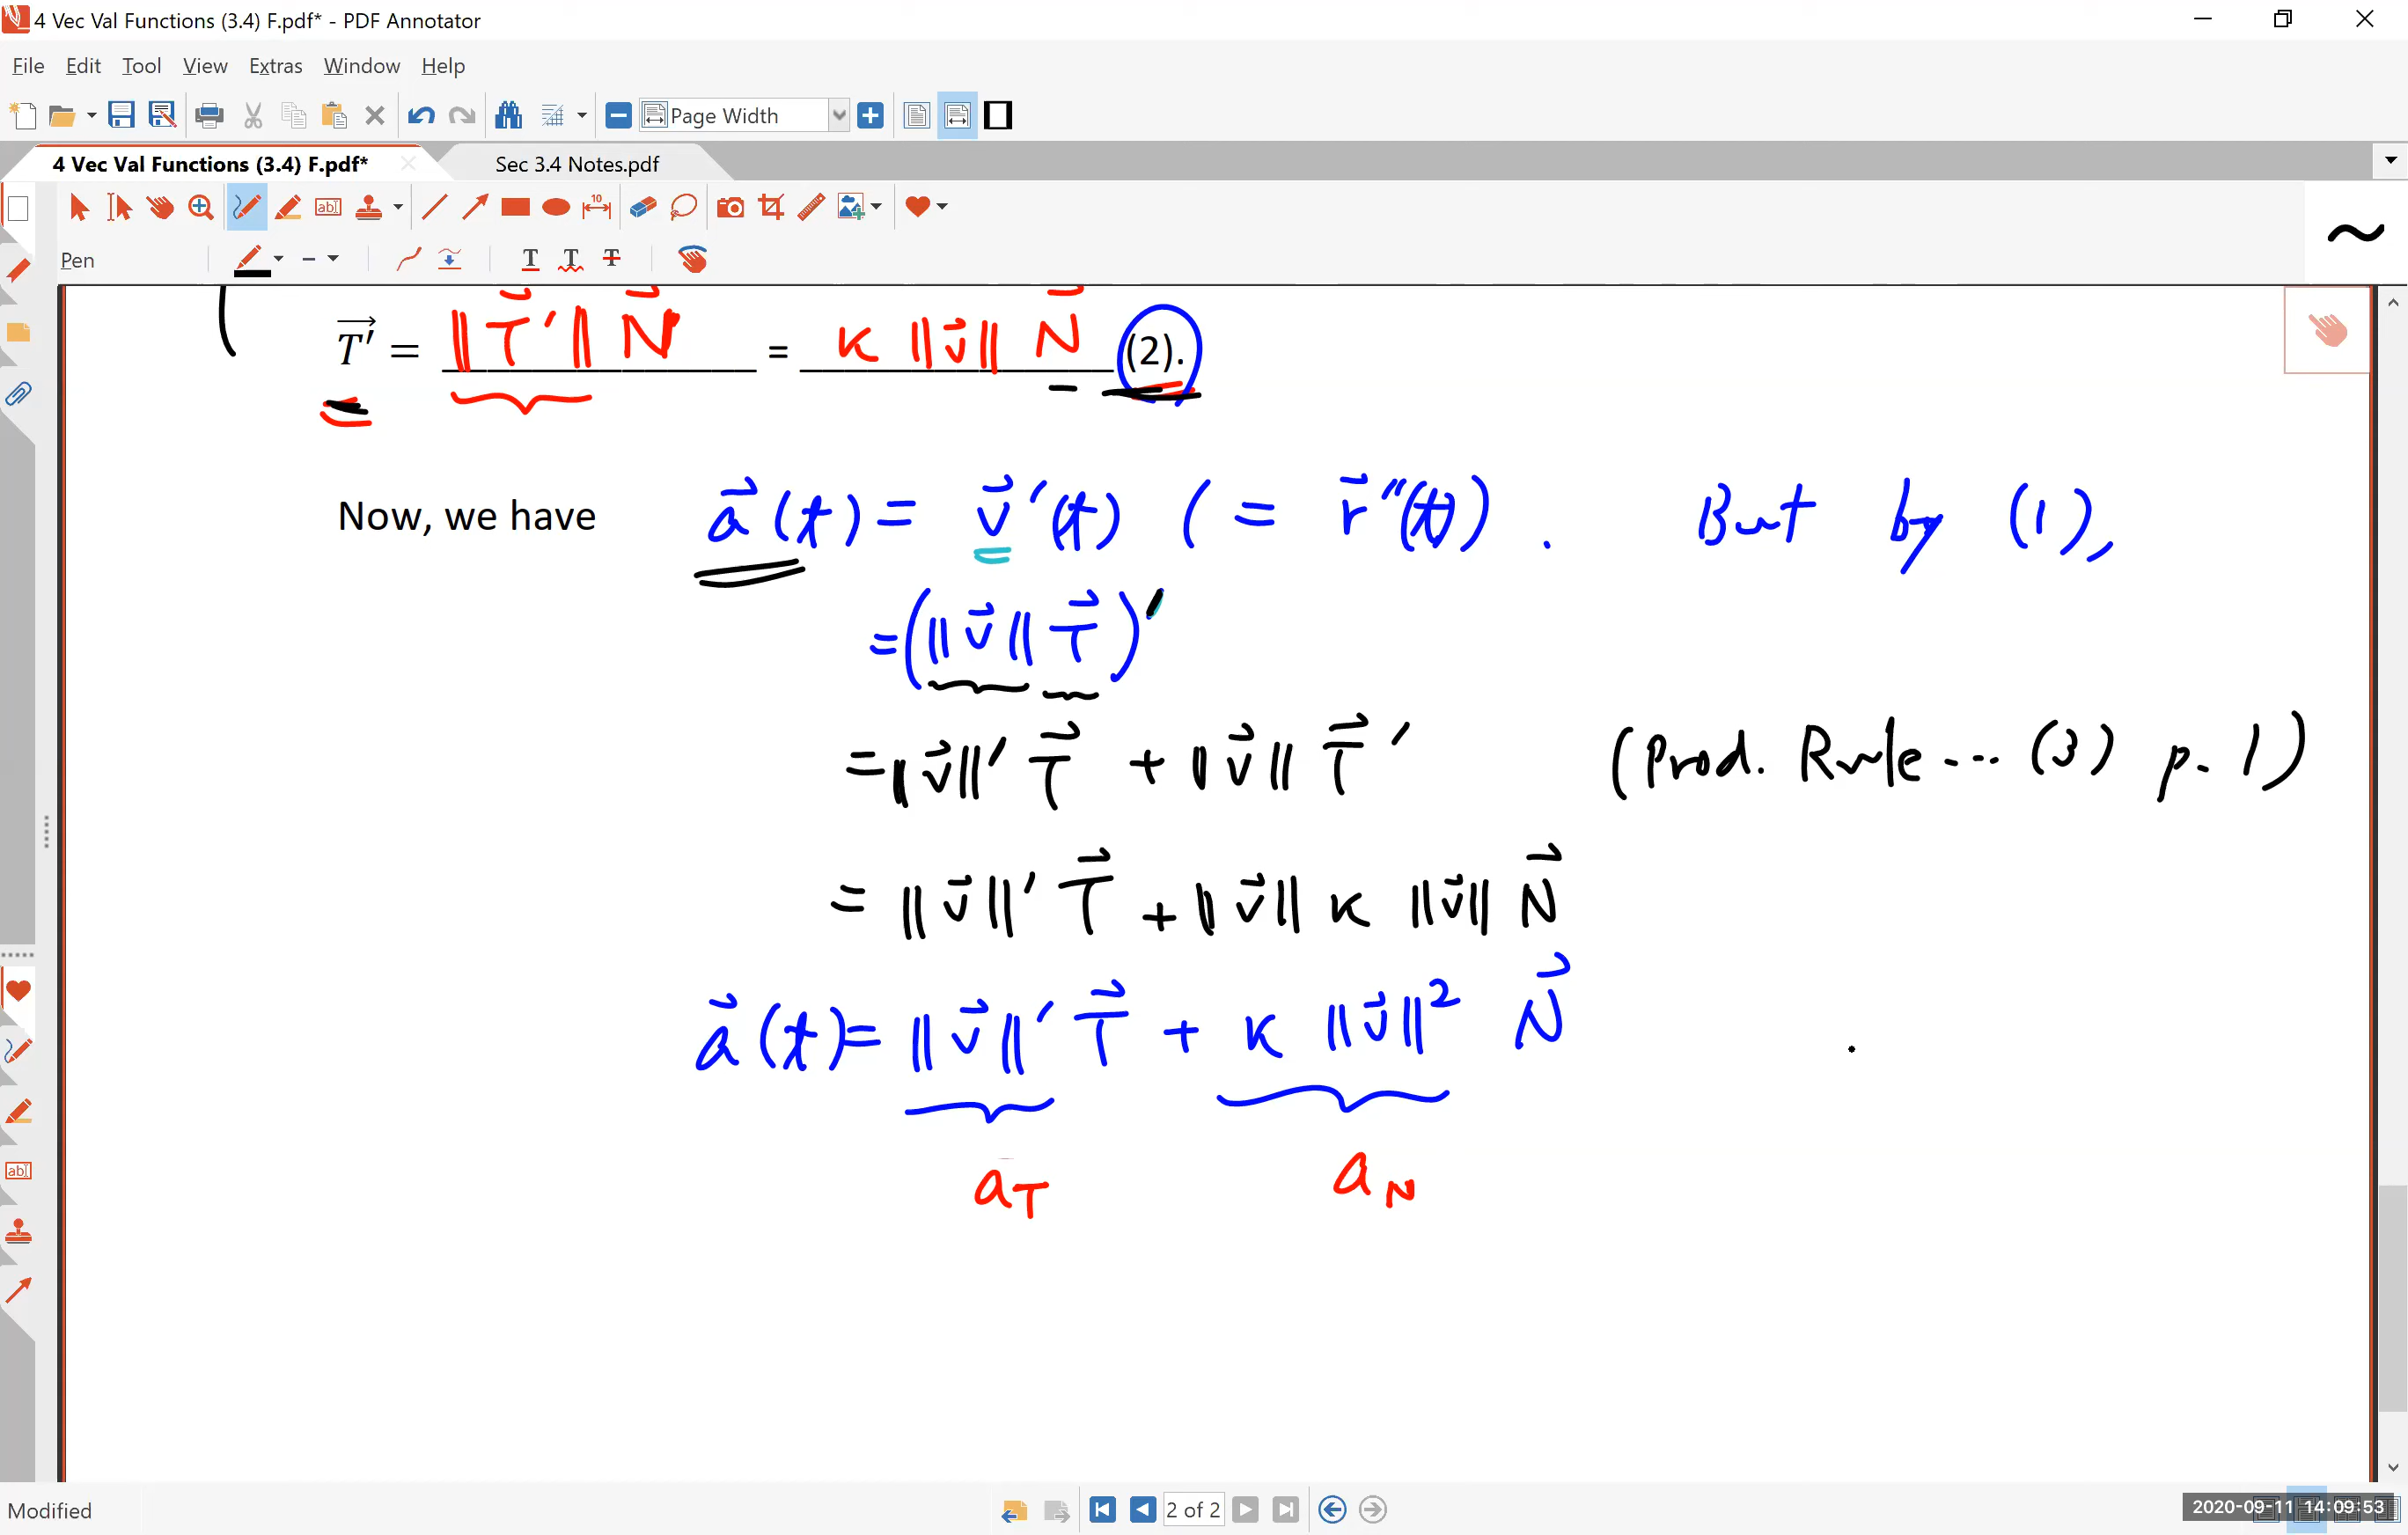 4 Vec Val Functions (3.4) F.pdf* - PDF Annotator
File Edit Tool View Extras Window Help
Page Width
4 Vec Val Functions (3.4) F.pdf* Sec 3.4 Notes.pdf
Pen
T⃗' = ‖T⃗'‖ N⃗ = κ ‖v⃗‖ N⃗ (2).
Now, we have a⃗(t) = v⃗'(t) ( = r⃗''(t)) . But by (1),
= (‖v⃗‖ T⃗)'
= ‖v⃗‖' T⃗ + ‖v⃗‖ T⃗' (Prod. Rule --- (3) p. 1)
= ‖v⃗‖' T⃗ + ‖v⃗‖ κ ‖v⃗‖ N⃗
a⃗(t) = ‖v⃗‖' T⃗ + κ ‖v⃗‖² N⃗ .
a_T a_N
Modified 2 of 2 2020-09-11 14:09:53